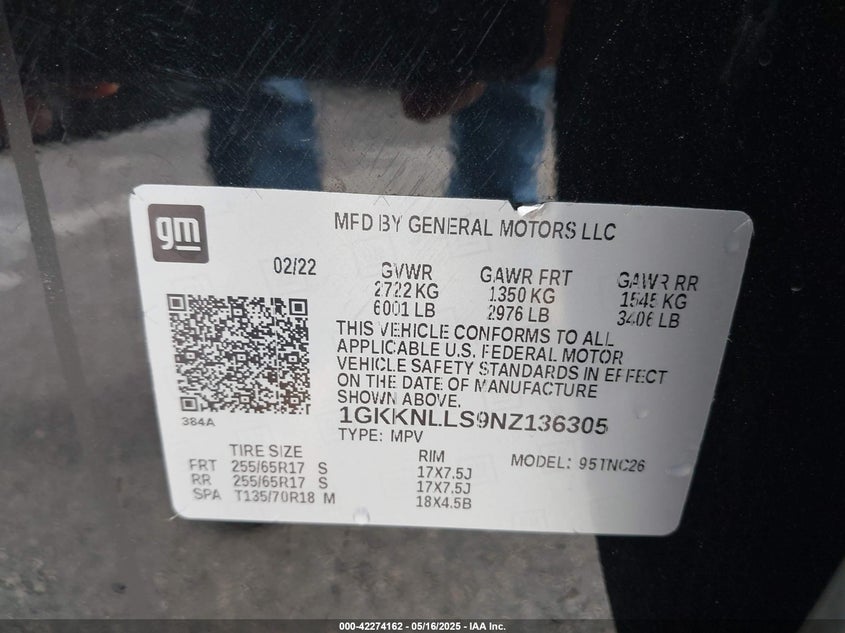 gm
MFD BY GENERAL MOTORS LLC
02/22
GVWR
2722 KG
6001 LB
GAWR FRT
1350 KG
2976 LB
GAWR RR
1545 KG
3406 LB
THIS VEHICLE CONFORMS TO ALL
APPLICABLE U.S. FEDERAL MOTOR
VEHICLE SAFETY STANDARDS IN EFFECT
ON THE DATE OF MANUFACTURE
SHOWN ABOVE.
384A
1GKKNLLS9NZ136305
TYPE: MPV
TIRE SIZE
FRT 255/65R17 S
RR 255/65R17 S
SPA T135/70R18 M
RIM
17X7.5J
17X7.5J
18X4.5B
MODEL: 95TNC26
000-42274162 - 05/16/2025 - IAA Inc.